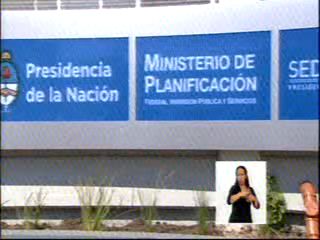 Presidencia
de la Nación
MINISTERIO DE
PLANIFICACIÓN
FEDERAL, INVERSIÓN PÚBLICA Y SERVICIOS
SED